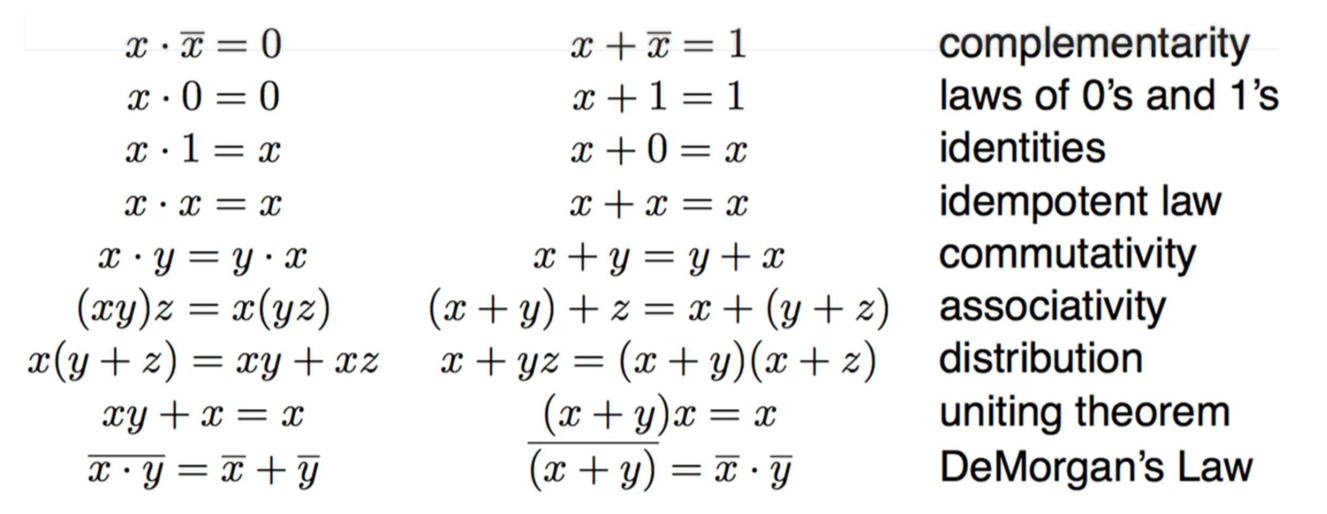 x · x̅ = 0 x + x̅ = 1 complementarity
x · 0 = 0 x + 1 = 1 laws of 0’s and 1’s
x · 1 = x x + 0 = x identities
x · x = x x + x = x idempotent law
x · y = y · x x + y = y + x commutativity
(xy)z = x(yz) (x + y) + z = x + (y + z) associativity
x(y + z) = xy + xz x + yz = (x + y)(x + z) distribution
xy + x = x (x + y)x = x uniting theorem
x̅ ̅·̅ ̅y̅ = x̅ + y̅ (̅x̅ ̅+̅ ̅y̅)̅ = x̅ · y̅ DeMorgan’s Law